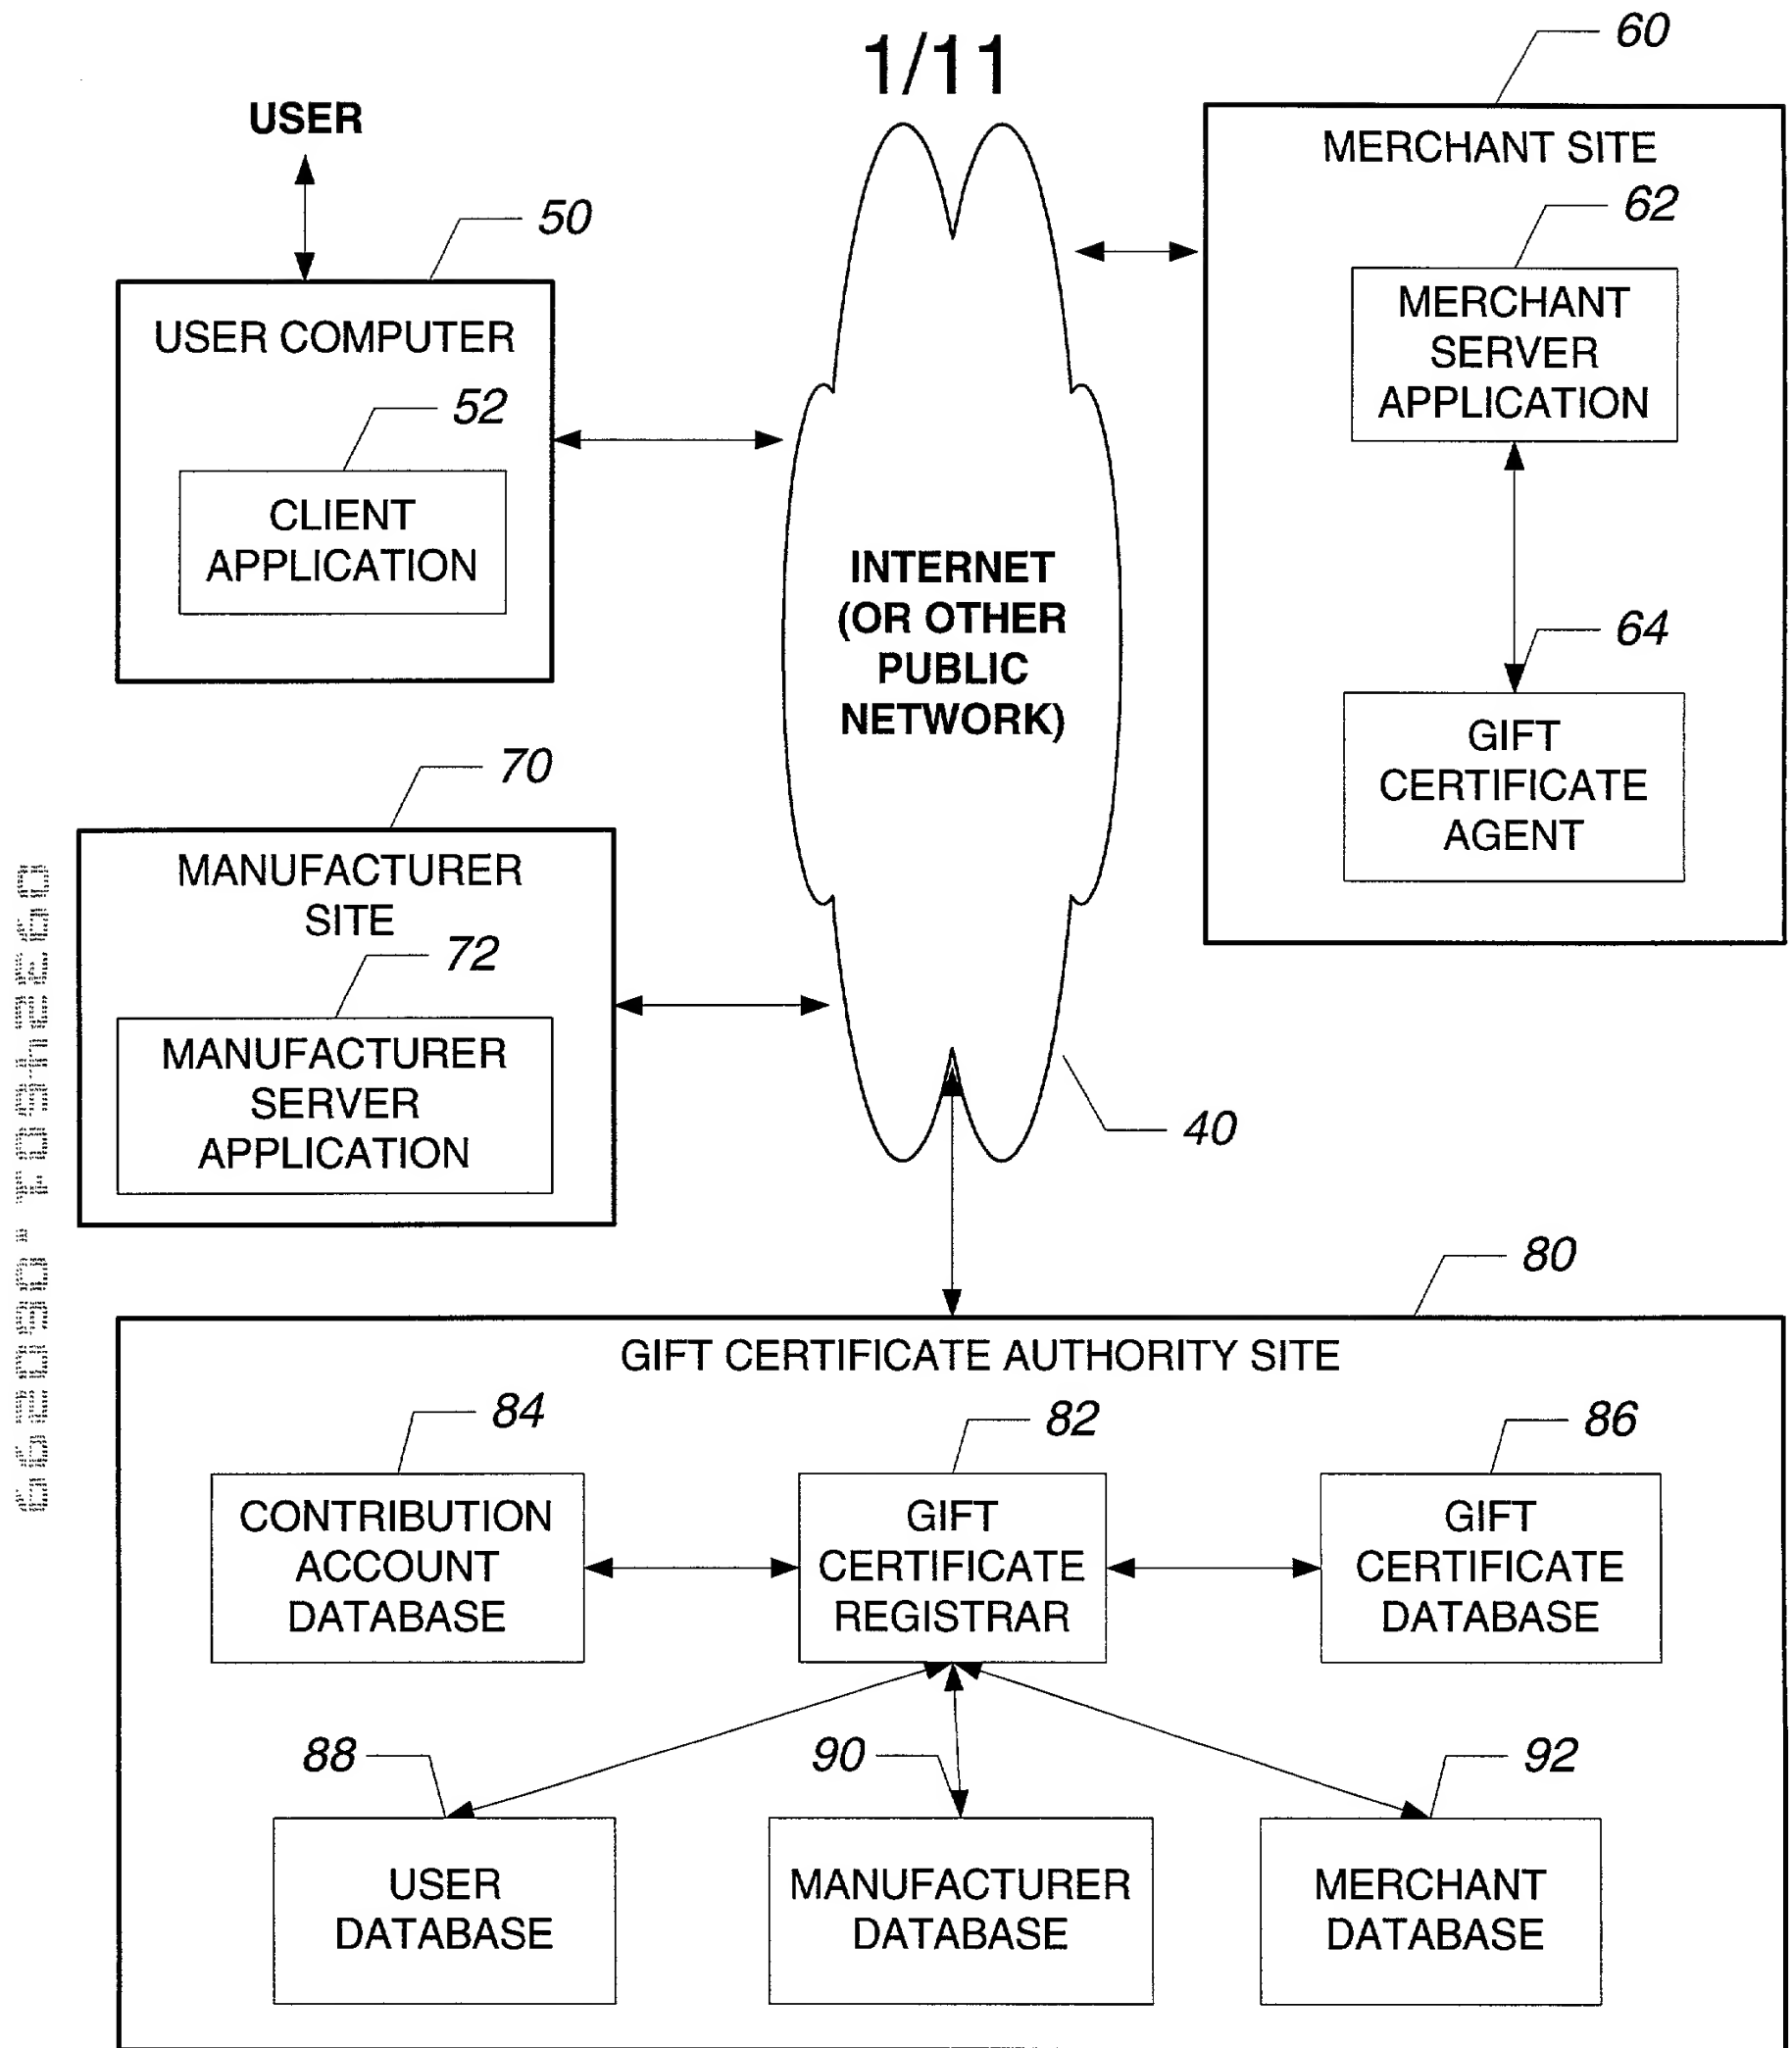 1/11
USER
50
USER COMPUTER
52
CLIENT
APPLICATION
60
MERCHANT SITE
62
MERCHANT
SERVER
APPLICATION
64
GIFT
CERTIFICATE
AGENT
INTERNET
(OR OTHER
PUBLIC
NETWORK)
40
70
MANUFACTURER
SITE
72
MANUFACTURER
SERVER
APPLICATION
80
GIFT CERTIFICATE AUTHORITY SITE
84
CONTRIBUTION
ACCOUNT
DATABASE
82
GIFT
CERTIFICATE
REGISTRAR
86
GIFT
CERTIFICATE
DATABASE
88
USER
DATABASE
90
MANUFACTURER
DATABASE
92
MERCHANT
DATABASE